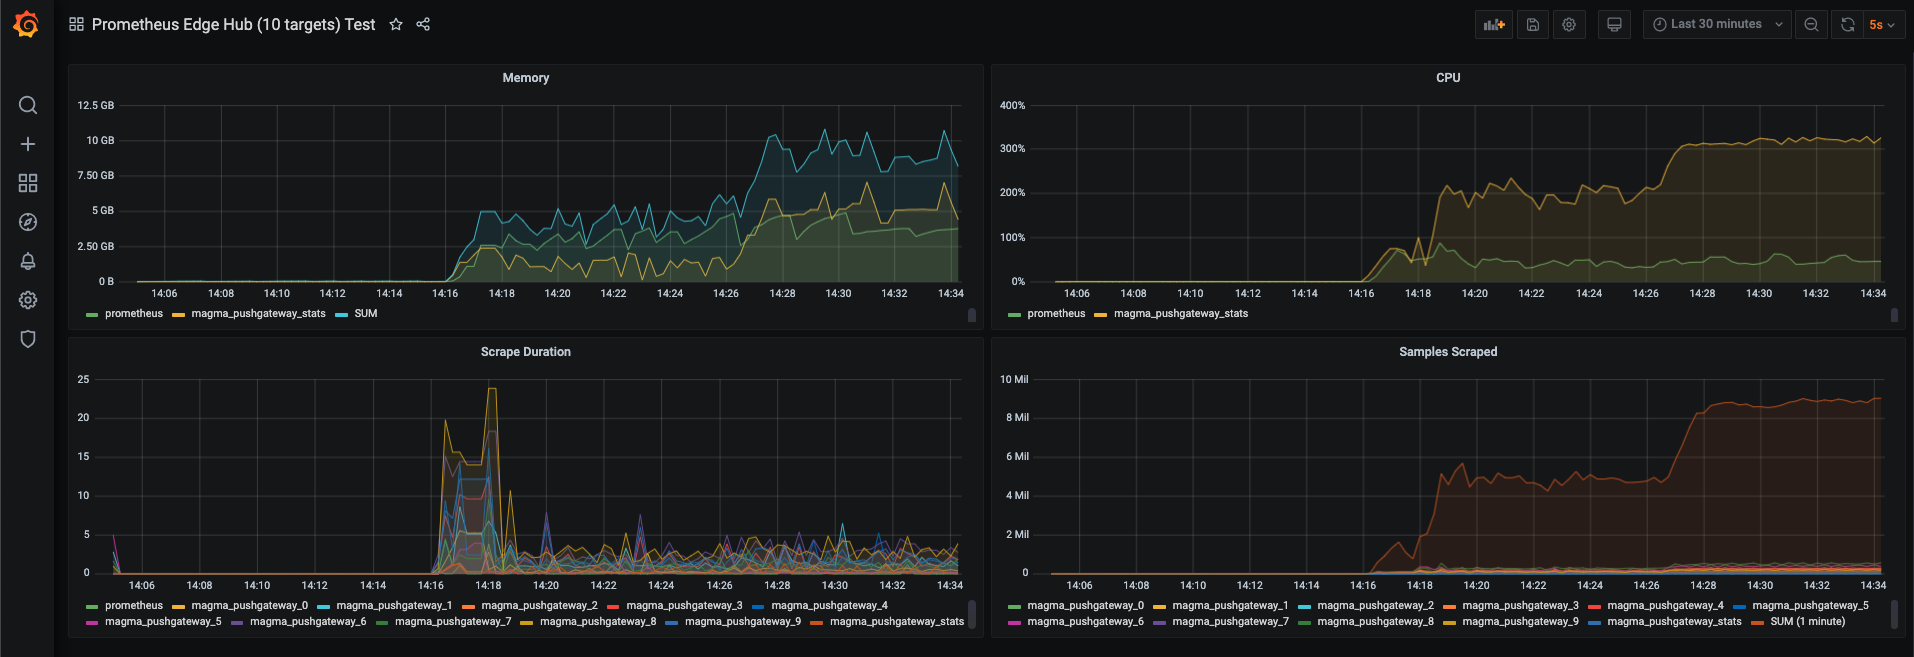 Prometheus Edge Hub (10 targets) Test
Last 30 minutes
5s
Memory
12.5 GB
10 GB
7.50 GB
5 GB
2.50 GB
0 B
14:06 14:08 14:10 14:12 14:14 14:16 14:18 14:20 14:22 14:24 14:26 14:28 14:30 14:32 14:34
prometheus magma_pushgateway_stats SUM
CPU
400%
300%
200%
100%
0%
14:06 14:08 14:10 14:12 14:14 14:16 14:18 14:20 14:22 14:24 14:26 14:28 14:30 14:32 14:34
prometheus magma_pushgateway_stats
Scrape Duration
25
20
15
10
5
0
14:06 14:08 14:10 14:12 14:14 14:16 14:18 14:20 14:22 14:24 14:26 14:28 14:30 14:32 14:34
prometheus magma_pushgateway_0 magma_pushgateway_1 magma_pushgateway_2 magma_pushgateway_3 magma_pushgateway_4
magma_pushgateway_5 magma_pushgateway_6 magma_pushgateway_7 magma_pushgateway_8 magma_pushgateway_9 magma_pushgateway_stats
Samples Scraped
10 Mil
8 Mil
6 Mil
4 Mil
2 Mil
0
14:06 14:08 14:10 14:12 14:14 14:16 14:18 14:20 14:22 14:24 14:26 14:28 14:30 14:32 14:34
magma_pushgateway_0 magma_pushgateway_1 magma_pushgateway_2 magma_pushgateway_3 magma_pushgateway_4 magma_pushgateway_5
magma_pushgateway_6 magma_pushgateway_7 magma_pushgateway_8 magma_pushgateway_9 magma_pushgateway_stats SUM (1 minute)